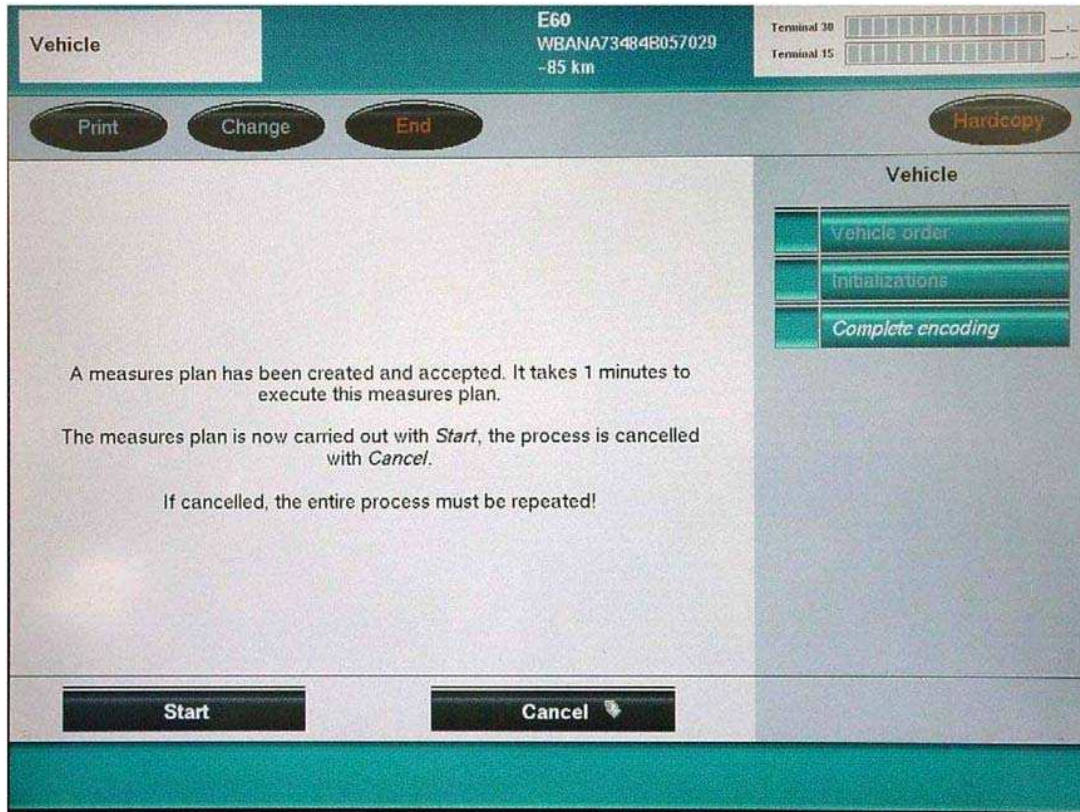 Vehicle
E60
WBANA73484B057029
-85 km
Terminal 30
Terminal 15
Print
Change
End
Hardcopy
Vehicle
Vehicle order
Initializations
Complete encoding
A measures plan has been created and accepted. It takes 1 minutes to
execute this measures plan.
The measures plan is now carried out with Start, the process is cancelled
with Cancel.
If cancelled, the entire process must be repeated!
Start
Cancel